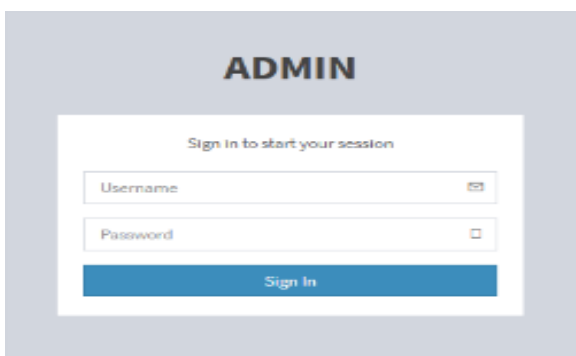 ADMIN
Sign in to start your session
Username
Password
Sign In